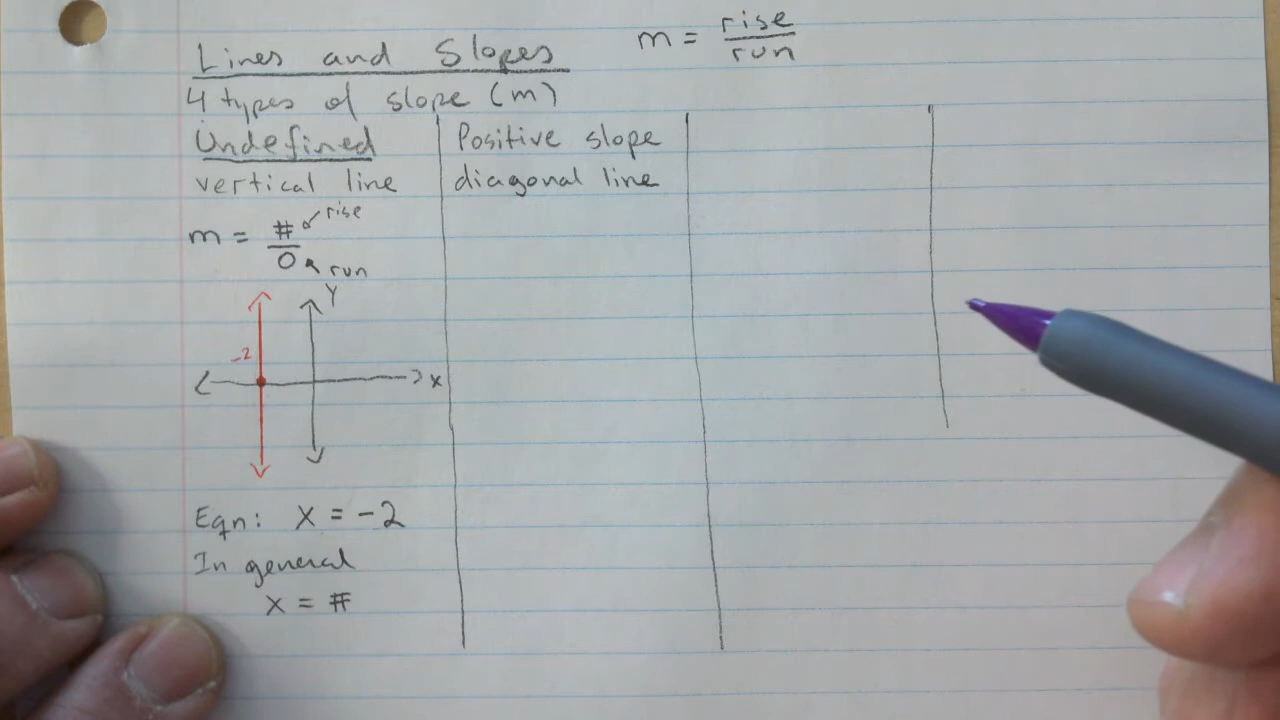 Lines and Slopes
m = rise/run
4 types of slope (m)
Undefined
vertical line
m = #/0
rise
run
Y
-2
x
Eqn: x = -2
In general
x = #
Positive slope
diagonal line